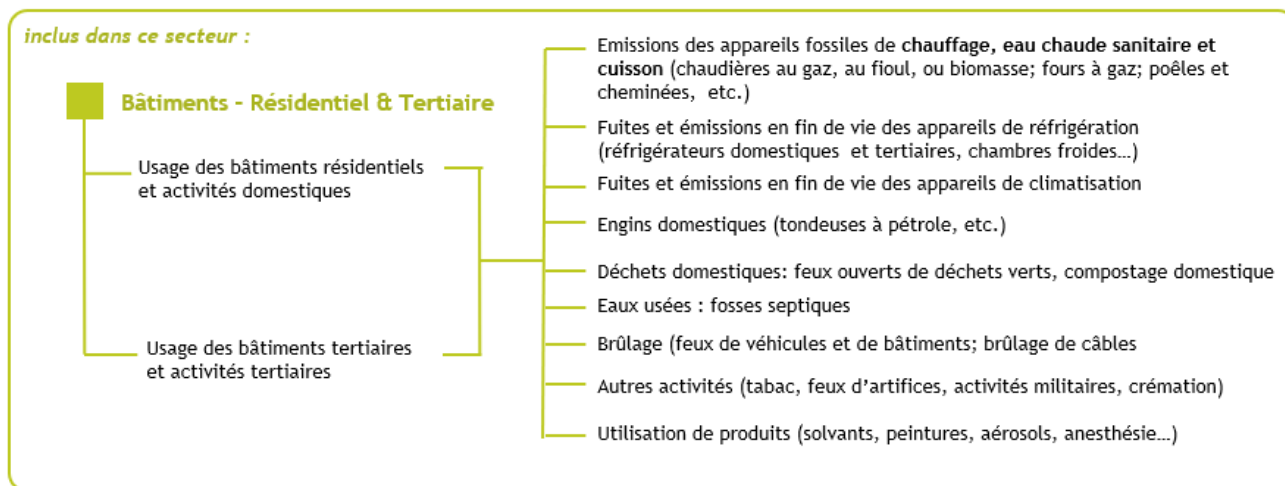 inclus dans ce secteur :
Bâtiments - Résidentiel & Tertiaire
Usage des bâtiments résidentiels
et activités domestiques
Usage des bâtiments tertiaires
et activités tertiaires
Emissions des appareils fossiles de chauffage, eau chaude sanitaire et
cuisson (chaudières au gaz, au fioul, ou biomasse; fours à gaz; poêles et
cheminées, etc.)
Fuites et émissions en fin de vie des appareils de réfrigération
(réfrigérateurs domestiques et tertiaires, chambres froides…)
Fuites et émissions en fin de vie des appareils de climatisation
Engins domestiques (tondeuses à pétrole, etc.)
Déchets domestiques: feux ouverts de déchets verts, compostage domestique
Eaux usées : fosses septiques
Brûlage (feux de véhicules et de bâtiments; brûlage de câbles
Autres activités (tabac, feux d’artifices, activités militaires, crémation)
Utilisation de produits (solvants, peintures, aérosols, anesthésie…)